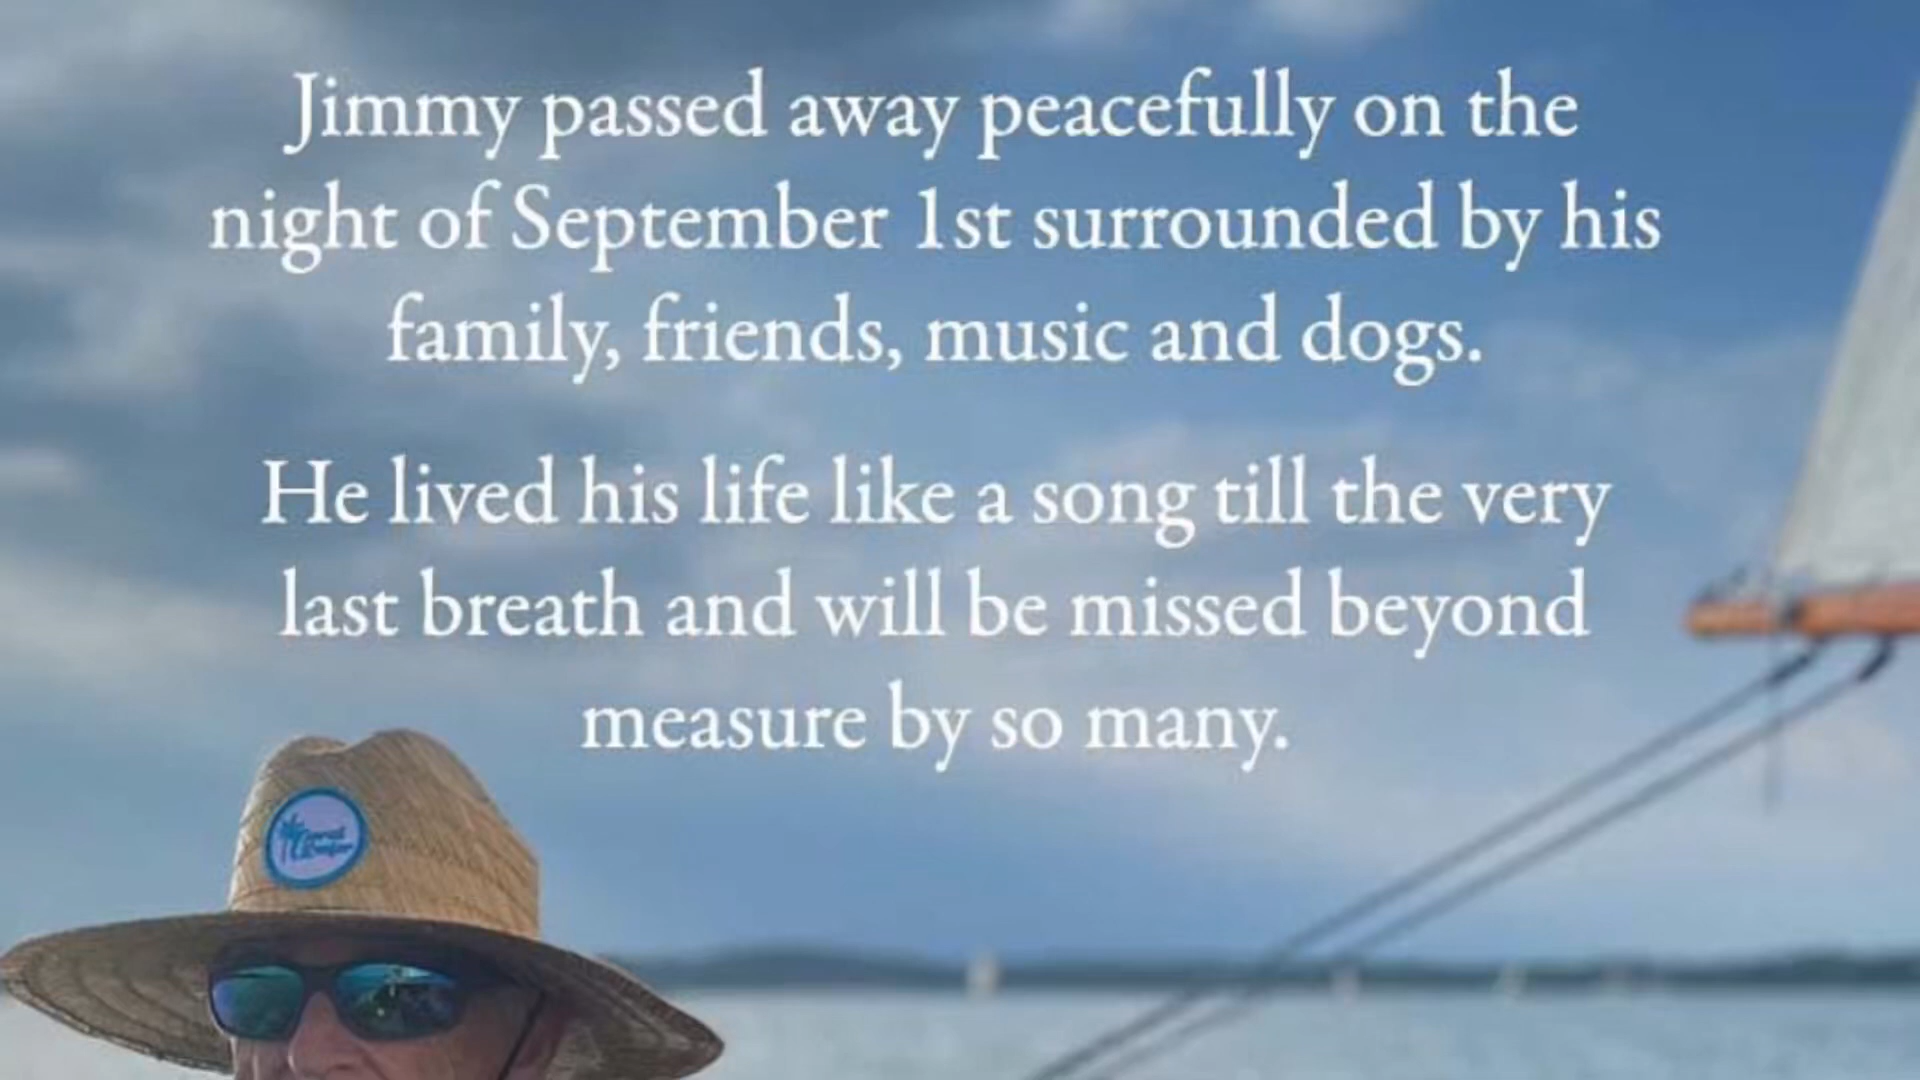 Jimmy passed away peacefully on the
night of September 1st surrounded by his
family, friends, music and dogs.
He lived his life like a song till the very
last breath and will be missed beyond
measure by so many.